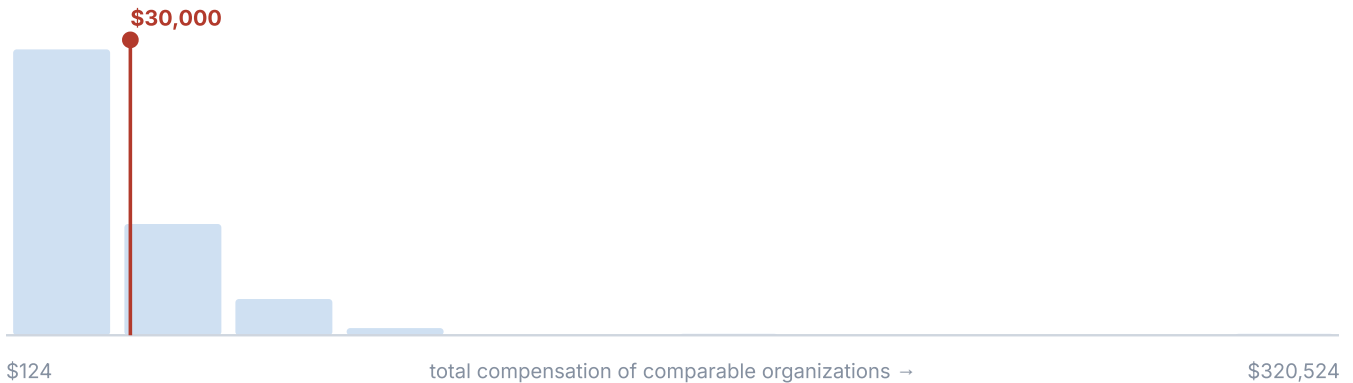 $30,000
$124 total compensation of comparable organizations → $320,524